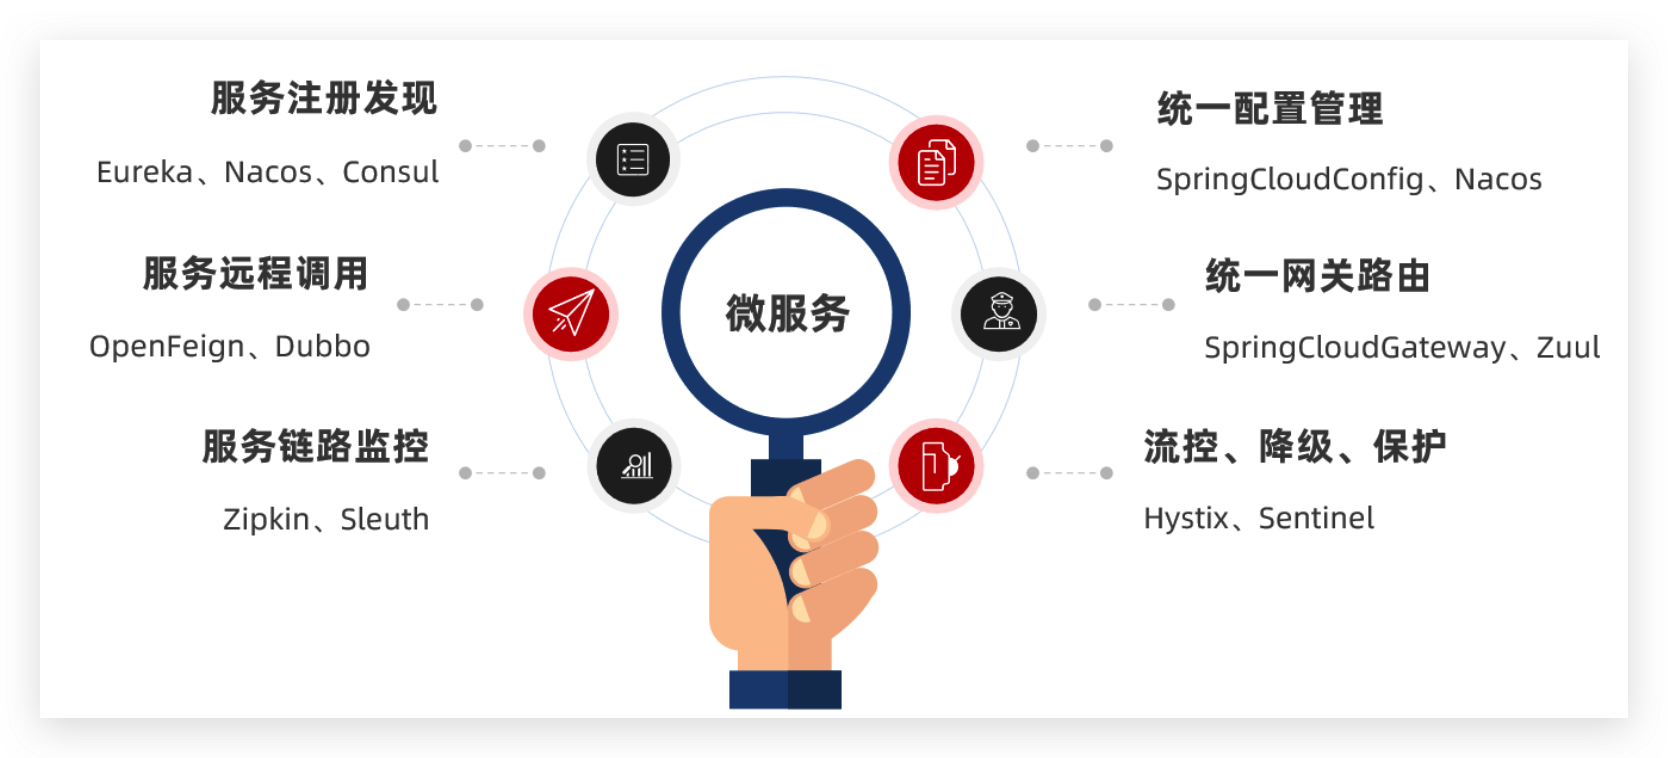 服务注册发现
Eureka、Nacos、Consul
服务远程调用
OpenFeign、Dubbo
服务链路监控
Zipkin、Sleuth
微服务
统一配置管理
SpringCloudConfig、Nacos
统一网关路由
SpringCloudGateway、Zuul
流控、降级、保护
Hystix、Sentinel